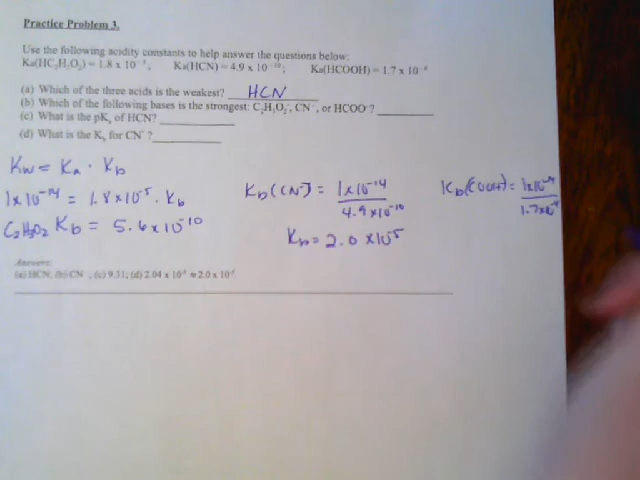 Practice Problem 3.
Use the following acidity constants to help answer the questions below:
Ka(HC₂H₃O₂) = 1.8 x 10⁻⁵; Ka(HCN) = 4.9 x 10⁻¹⁰; Ka(HCOOH) = 1.7 x 10⁻⁴
(a) Which of the three acids is the weakest? HCN
(b) Which of the following bases is the strongest: C₂H₃O₂⁻, CN⁻, or HCOO⁻?
(c) What is the pKₐ of HCN?
(d) What is the Kb for CN⁻?
Kw = Ka · Kb
1x10⁻¹⁴ = 1.8x10⁻⁵ · Kb
C₂H₃O₂ Kb = 5.6x10⁻¹⁰
Kb(CN⁻) = 1x10⁻¹⁴ / 4.9x10⁻¹⁰
Kb = 2.0 x10⁻⁵
Kb(COOH) = 1x10⁻¹⁴ / 1.7x10⁻⁴
Answers:
(a) HCN; (b) CN⁻; (c) 9.31; (d) 2.04 x 10⁻⁵ ≈ 2.0 x 10⁻⁵